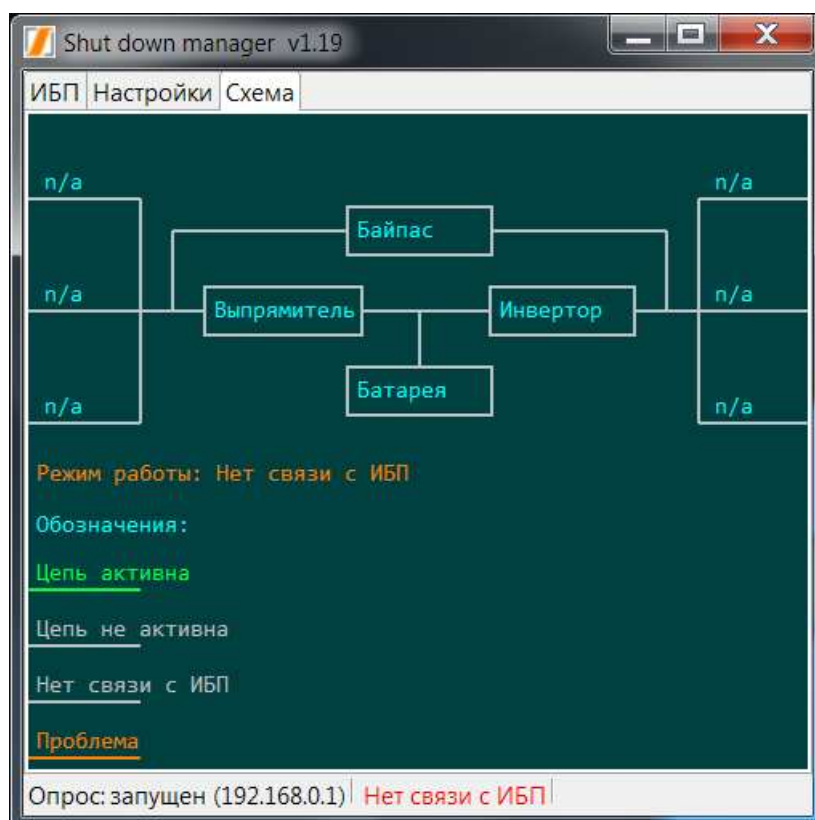 Shut down manager v1.19
ИБП Настройки Схема
n/a n/a
Байпас
n/a Выпрямитель Инвертор n/a
Батарея
n/a n/a
Режим работы: Нет связи с ИБП
Обозначения:
Цепь активна
Цепь не активна
Нет связи с ИБП
Проблема
Опрос: запущен (192.168.0.1) Нет связи с ИБП